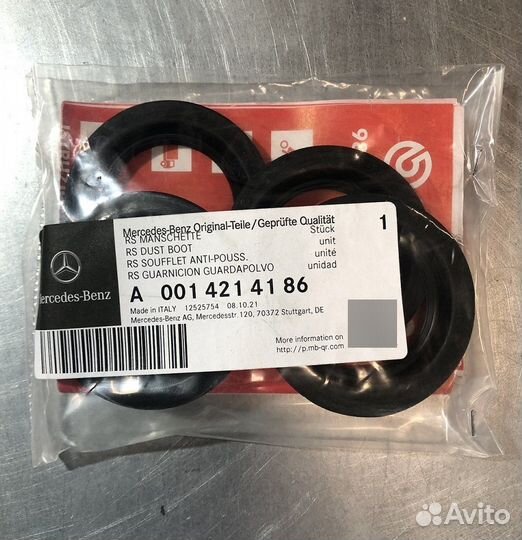 Mercedes-Benz Original-Teile/Geprüfte Qualität
RS MANSCHETTE Stück 1
RS DUST BOOT unit
RS SOUFFLET ANTI-POUSS. unité
RS GUARNICION GUARDAPOLVO unidad
Mercedes-Benz
A 001 421 41 86
Made in ITALY 12525754 08.10.21
Mercedes-Benz AG, Mercedesstr. 120, 70372 Stuttgart, DE
More information on
http://p.mb-qr.com
Avito